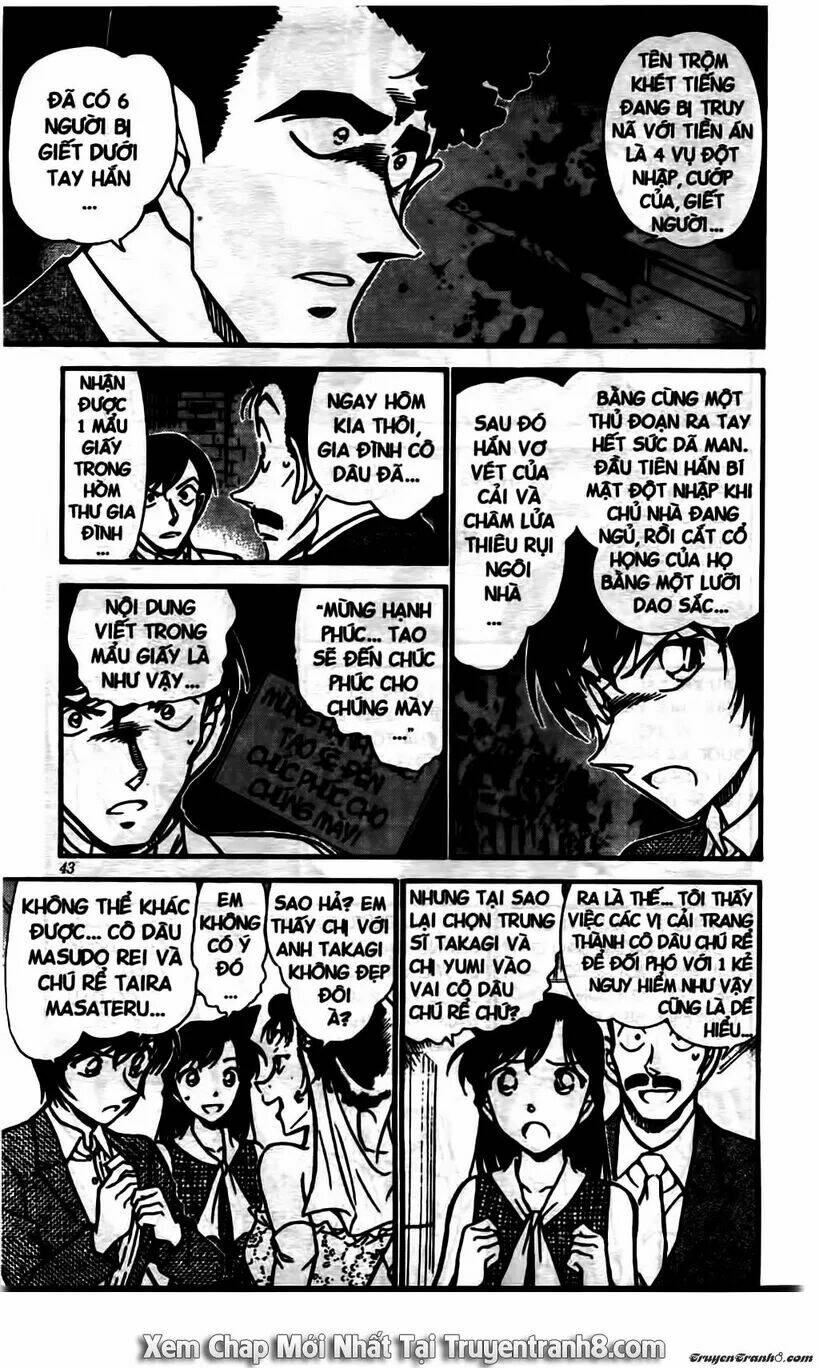 TÊN TRỘM
KHÉT TIẾNG
ĐANG BỊ TRUY
NÃ VỚI TIỀN ÁN
LÀ 4 VỤ ĐỘT
NHẬP, CƯỚP
CỦA, GIẾT
NGƯỜI...
ĐÃ CÓ 6
NGƯỜI BỊ
GIẾT DƯỚI
TAY HẮN
...
BẰNG CÙNG MỘT
THỦ ĐOẠN RA TAY
HẾT SỨC DÃ MAN.
ĐẦU TIÊN HẮN BÍ
MẬT ĐỘT NHẬP KHI
CHỦ NHÀ ĐANG
NGỦ, RỒI CẮT CỔ
HỌNG CỦA HỌ
BẰNG MỘT LƯỠI
DAO SẮC...
SAU ĐÓ
HẮN VƠ
VÉT CỦA
CẢI VÀ
CHÂM LỬA
THIÊU RỤI
NGÔI
NHÀ
...
NGAY HÔM
KIA THÔI,
GIA ĐÌNH CÔ
DÂU ĐÃ...
NHẬN
ĐƯỢC
1 MẨU
GIẤY
TRONG
HÒM
THƯ GIA
ĐÌNH
...
"MỪNG HẠNH
PHÚC... TAO
SẼ ĐẾN CHÚC
PHÚC CHO
CHÚNG MÀY
..."
NỘI DUNG
VIẾT TRONG
MẨU GIẤY LÀ
NHƯ VẬY...
TAO SẼ ĐẾN
CHÚC PHÚC CHO
CHÚNG MÀY!
43
RA LÀ THẾ... TÔI THẤY
VIỆC CÁC VỊ CẢI TRANG
THÀNH CÔ DÂU CHÚ RỂ
ĐỂ ĐỐI PHÓ VỚI 1 KẺ
NGUY HIỂM NHƯ VẬY
CŨNG LÀ DỄ
HIỂU...
NHƯNG TẠI SAO
LẠI CHỌN TRUNG
SĨ TAKAGI VÀ
CHỊ YUMI VÀO
VAI CÔ DÂU
CHÚ RỂ CHỨ?
SAO HẢ? EM
THẤY CHỊ VỚI
ANH TAKAGI
KHÔNG ĐẸP
ĐÔI
À?
EM
KHÔNG
CÓ Ý
ĐÓ
...
KHÔNG THỂ KHÁC
ĐƯỢC... CÔ DÂU
MASUDO REI VÀ
CHÚ RỂ TAIRA
MASATERU...
Xem Chap Mới Nhất Tại Truyentranh8.com
TruyenTranh8.com